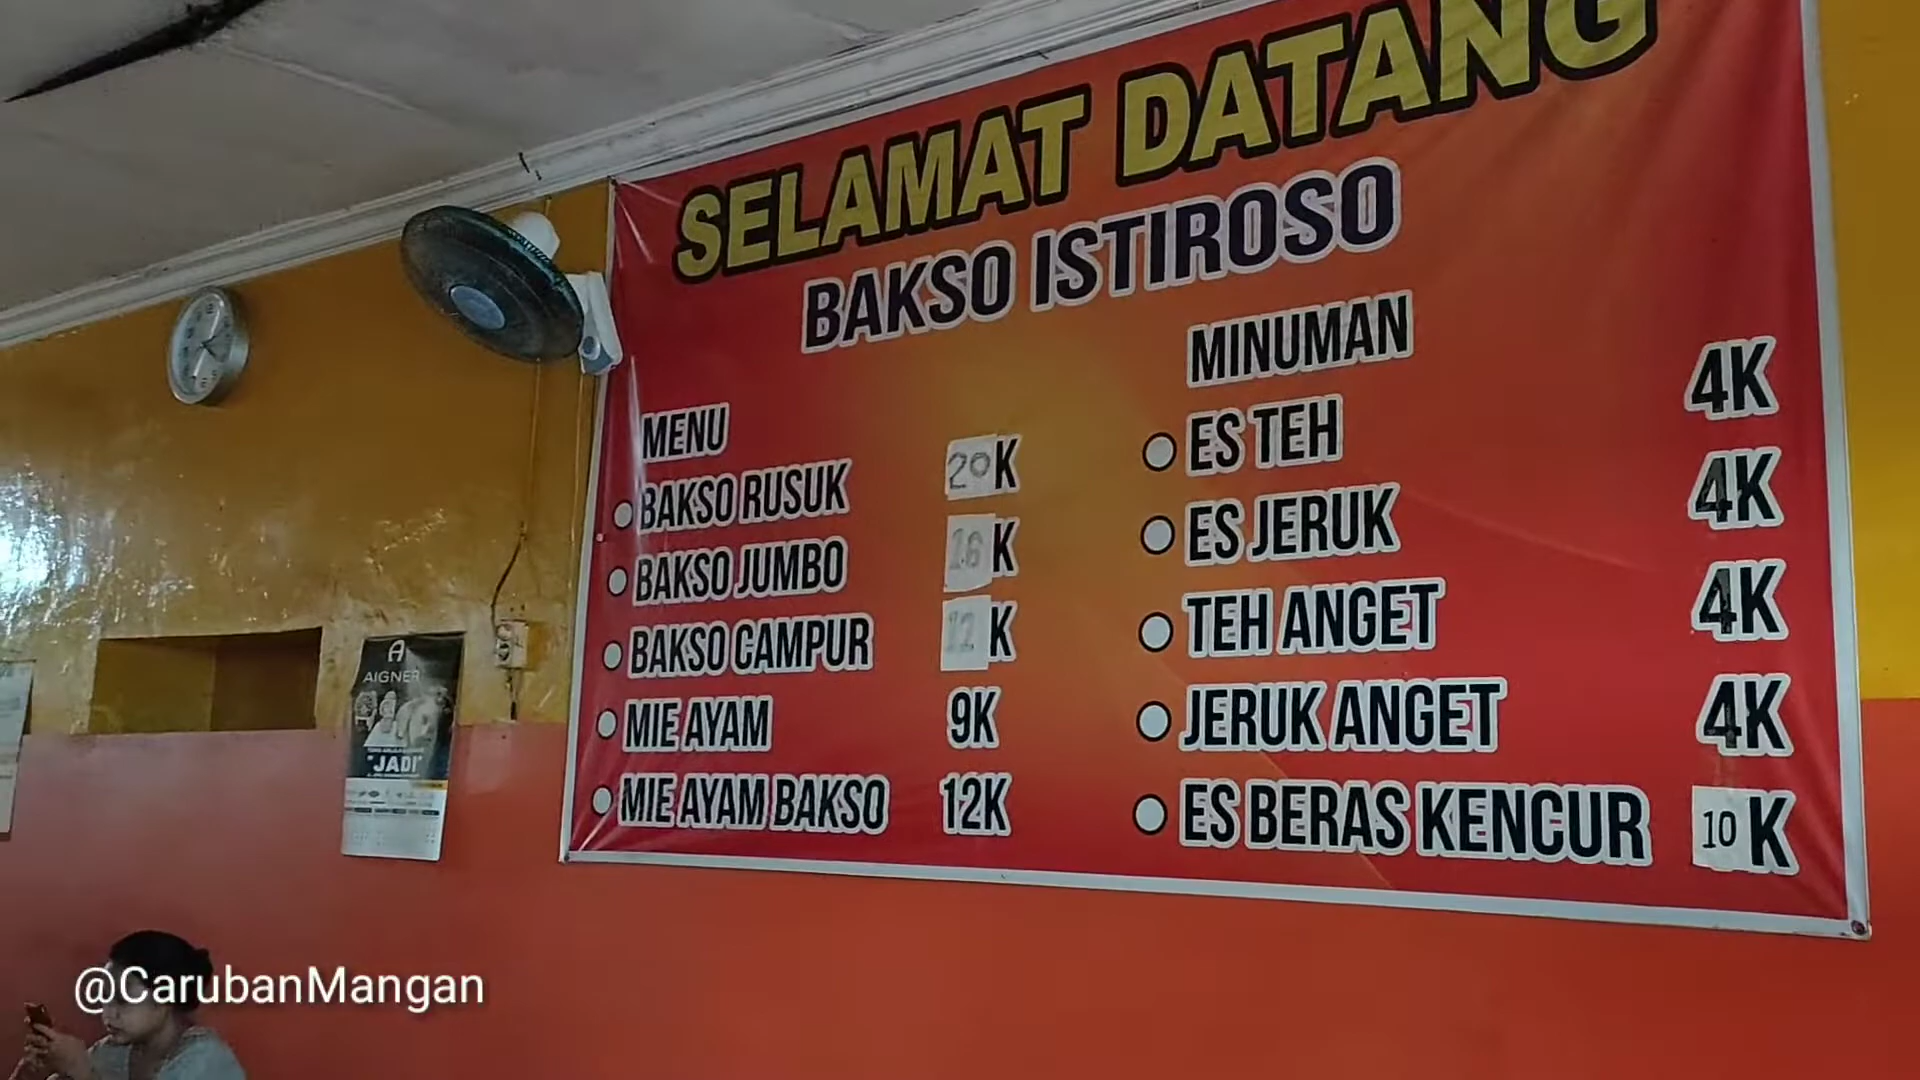 SELAMAT DATANG
BAKSO ISTIROSO
MENU
BAKSO RUSUK 20K
BAKSO JUMBO 16K
BAKSO CAMPUR 12K
MIE AYAM 9K
MIE AYAM BAKSO 12K
MINUMAN
ES TEH 4K
ES JERUK 4K
TEH ANGET 4K
JERUK ANGET 4K
ES BERAS KENCUR 10K
A
AIGNER
"JADI"
@CarubanMangan